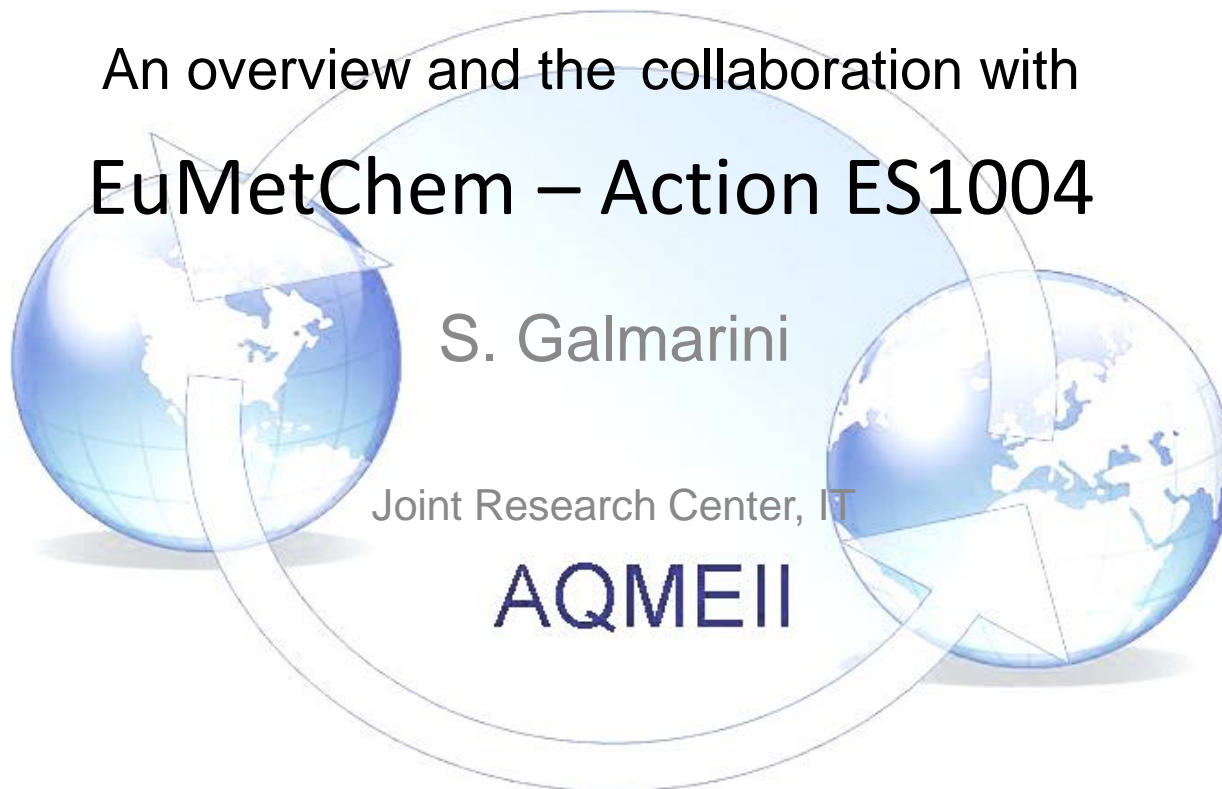 An overview and the collaboration with
EuMetChem – Action ES1004
S. Galmarini
Joint Research Center, IT
AQMEII